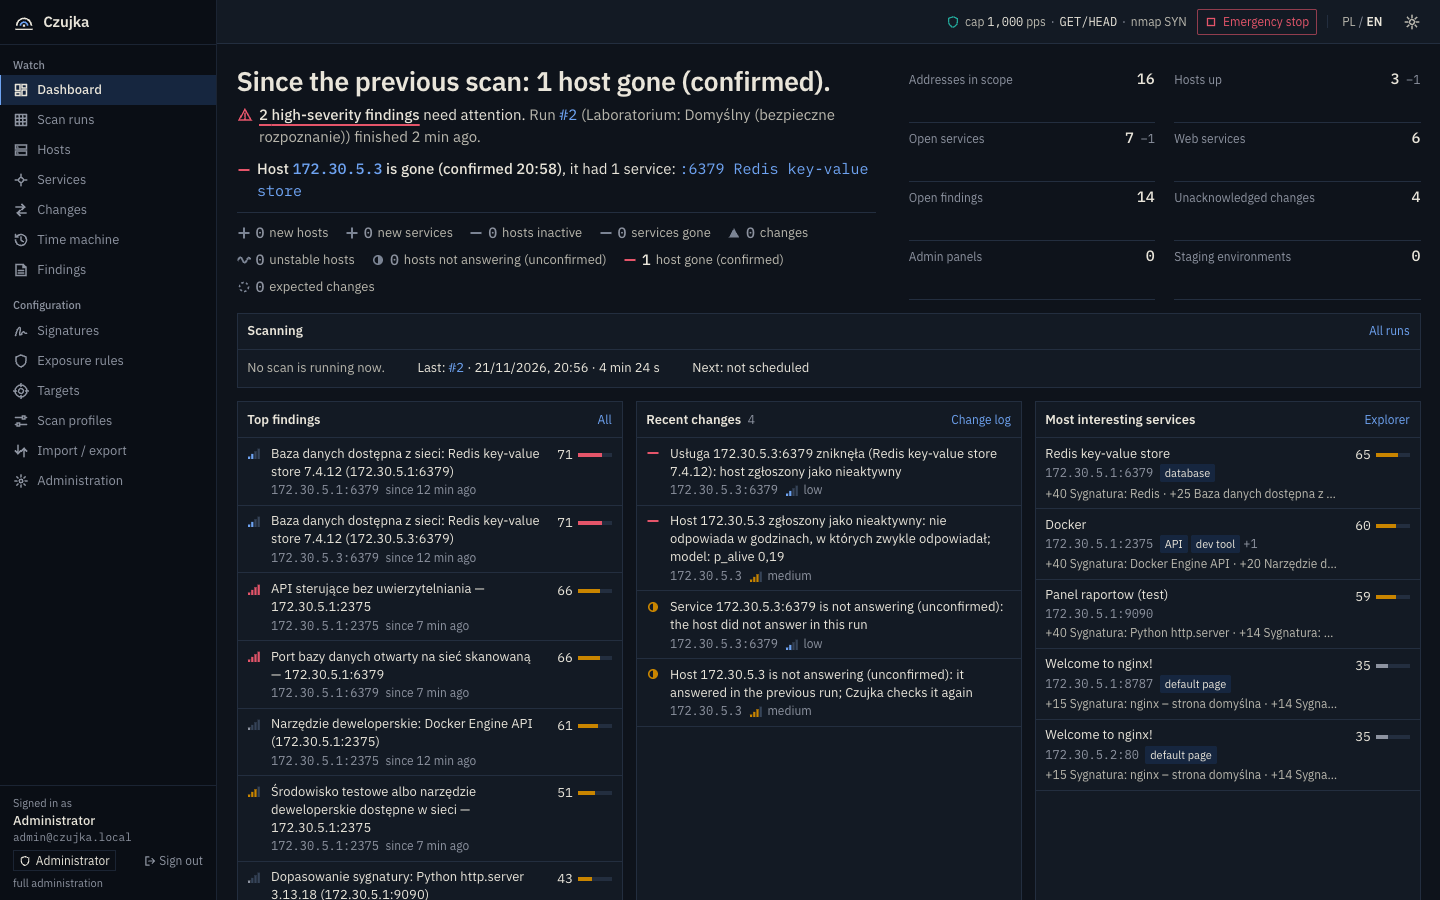 Czujka
cap 1,000 pps · GET/HEAD · nmap SYN
Emergency stop
PL / EN
Watch
Dashboard
Scan runs
Hosts
Services
Changes
Time machine
Findings
Configuration
Signatures
Exposure rules
Targets
Scan profiles
Import / export
Administration
Signed in as
Administrator
admin@czujka.local
Administrator
Sign out
full administration
Since the previous scan: 1 host gone (confirmed).
2 high-severity findings need attention. Run #2 (Laboratorium: Domyślny (bezpieczne
rozpoznanie)) finished 2 min ago.
Host 172.30.5.3 is gone (confirmed 20:58), it had 1 service: :6379 Redis key-value
store
0 new hosts
0 new services
0 hosts inactive
0 services gone
0 changes
0 unstable hosts
0 hosts not answering (unconfirmed)
1 host gone (confirmed)
0 expected changes
Addresses in scope 16
Hosts up 3 −1
Open services 7 −1
Web services 6
Open findings 14
Unacknowledged changes 4
Admin panels 0
Staging environments 0
Scanning
All runs
No scan is running now.
Last: #2 · 21/11/2026, 20:56 · 4 min 24 s
Next: not scheduled
Top findings
All
Baza danych dostępna z sieci: Redis key-value
store 7.4.12 (172.30.5.1:6379)
71
172.30.5.1:6379 since 12 min ago
Baza danych dostępna z sieci: Redis key-value
store 7.4.12 (172.30.5.3:6379)
71
172.30.5.3:6379 since 12 min ago
API sterujące bez uwierzytelniania —
172.30.5.1:2375
66
172.30.5.1:2375 since 7 min ago
Port bazy danych otwarty na sieć skanowaną
— 172.30.5.1:6379
66
172.30.5.1:6379 since 7 min ago
Narzędzie deweloperskie: Docker Engine API
(172.30.5.1:2375)
61
172.30.5.1:2375 since 12 min ago
Środowisko testowe albo narzędzie
deweloperskie dostępne w sieci —
172.30.5.1:2375
51
172.30.5.1:2375 since 7 min ago
Dopasowanie sygnatury: Python http.server
3.13.18 (172.30.5.1:9090)
43
Recent changes 4
Change log
Usługa 172.30.5.3:6379 zniknęła (Redis key-value store
7.4.12): host zgłoszony jako nieaktywny
172.30.5.3:6379 low
Host 172.30.5.3 zgłoszony jako nieaktywny: nie
odpowiada w godzinach, w których zwykle odpowiadał;
model: p_alive 0,19
172.30.5.3 medium
Service 172.30.5.3:6379 is not answering (unconfirmed):
the host did not answer in this run
172.30.5.3:6379 low
Host 172.30.5.3 is not answering (unconfirmed): it
answered in the previous run; Czujka checks it again
172.30.5.3 medium
Most interesting services
Explorer
Redis key-value store
65
172.30.5.1:6379 database
+40 Sygnatura: Redis · +25 Baza danych dostępna z ...
Docker
60
172.30.5.1:2375 API dev tool +1
+40 Sygnatura: Docker Engine API · +20 Narzędzie d...
Panel raportow (test)
59
172.30.5.1:9090
+40 Sygnatura: Python http.server · +14 Sygnatura: ...
Welcome to nginx!
35
172.30.5.1:8787 default page
+15 Sygnatura: nginx – strona domyślna · +14 Sygna...
Welcome to nginx!
35
172.30.5.2:80 default page
+15 Sygnatura: nginx – strona domyślna · +14 Sygna...